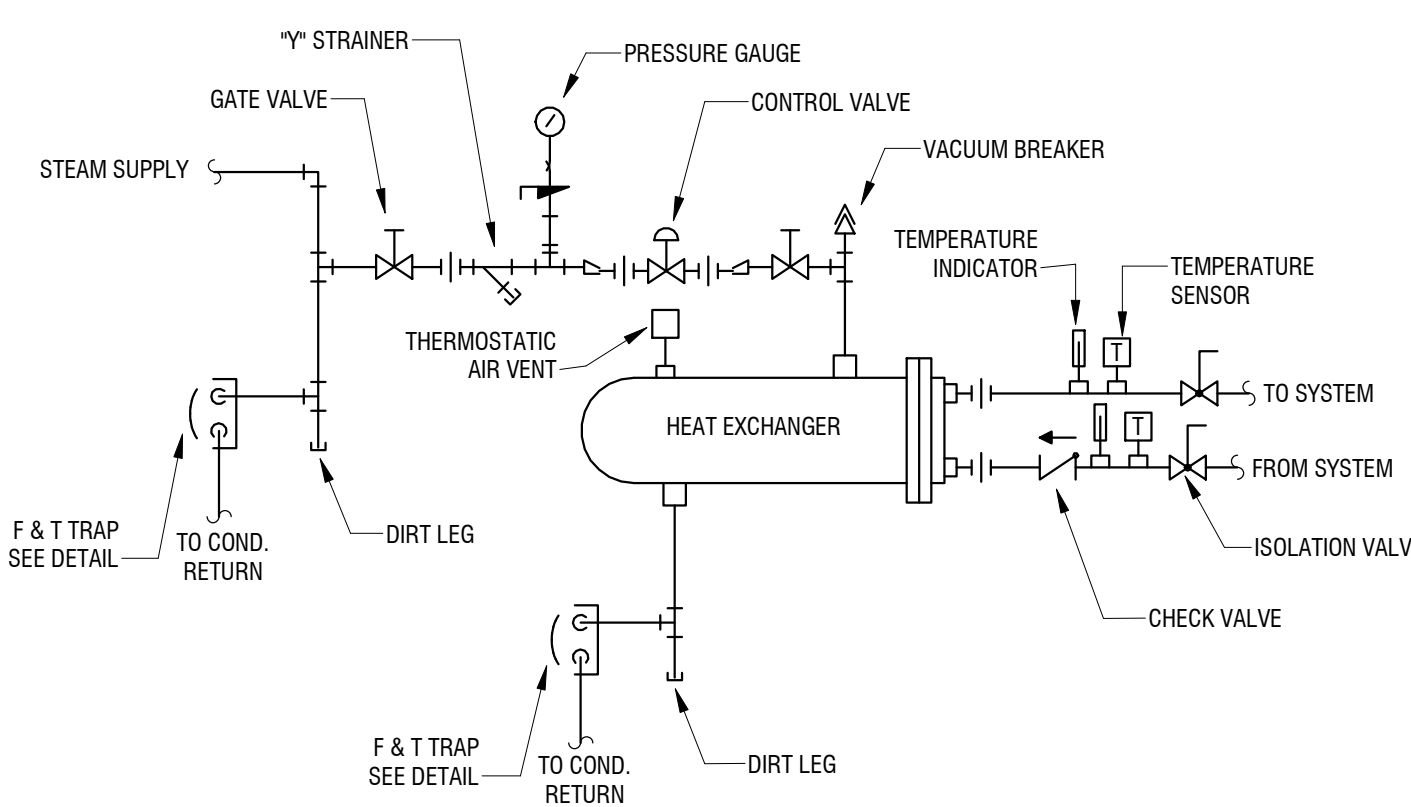 "Y" STRAINER
PRESSURE GAUGE
GATE VALVE
CONTROL VALVE
STEAM SUPPLY
VACUUM BREAKER
TEMPERATURE
INDICATOR
TEMPERATURE
SENSOR
THERMOSTATIC
AIR VENT
T
TO SYSTEM
HEAT EXCHANGER
T
FROM SYSTEM
F & T TRAP
SEE DETAIL
TO COND.
RETURN
DIRT LEG
ISOLATION VALV
CHECK VALVE
F & T TRAP
SEE DETAIL
TO COND.
RETURN
DIRT LEG